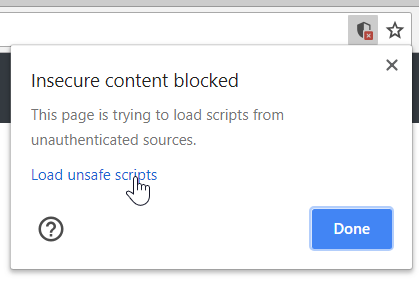 Insecure content blocked
This page is trying to load scripts from
unauthenticated sources.
Load unsafe scripts
Done